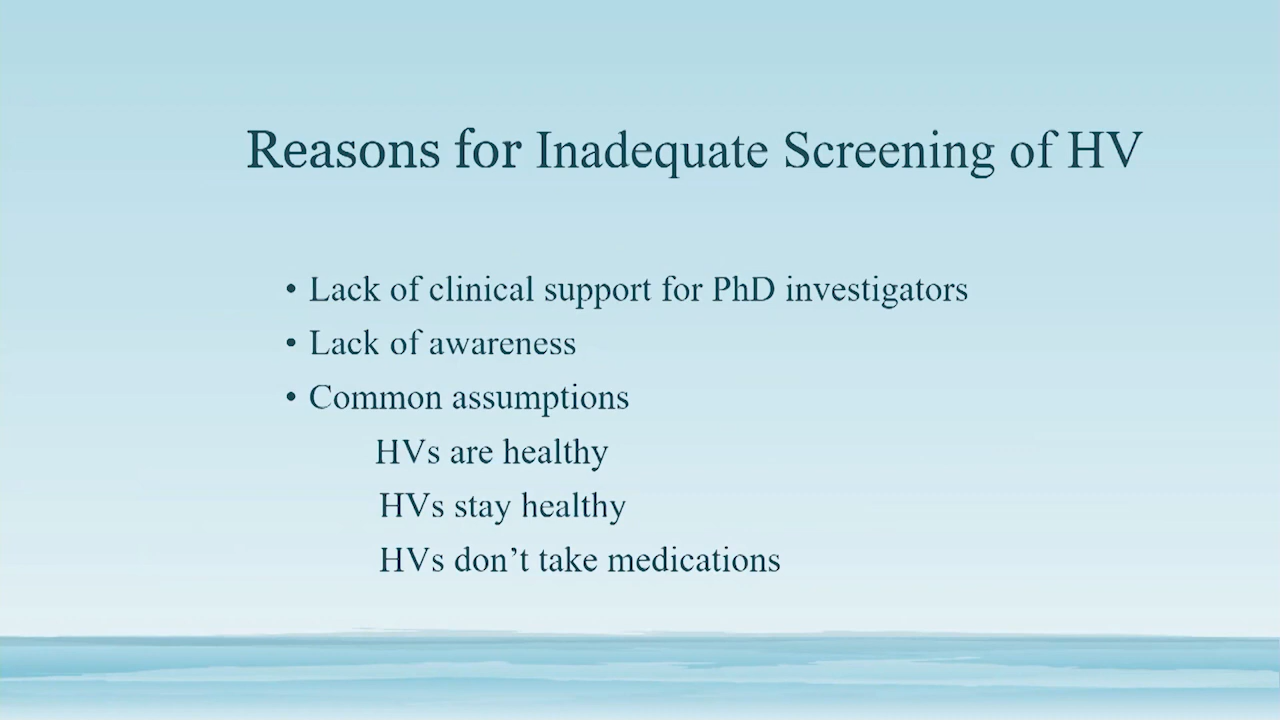 Reasons for Inadequate Screening of HV
• Lack of clinical support for PhD investigators
• Lack of awareness
• Common assumptions
HVs are healthy
HVs stay healthy
HVs don’t take medications